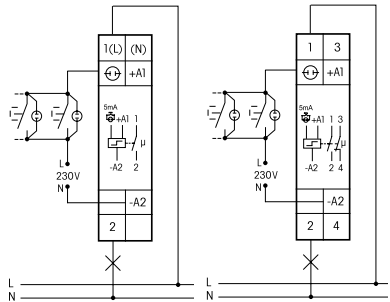 1(L) (N)
+A1
5mA
+A1 1
μ
-A2 2
L
230V
N
-A2
2
L
N
1 3
+A1
5mA
+A1 1 3
μ
-A2 2 4
L
230V
N
-A2
2 4
L
N